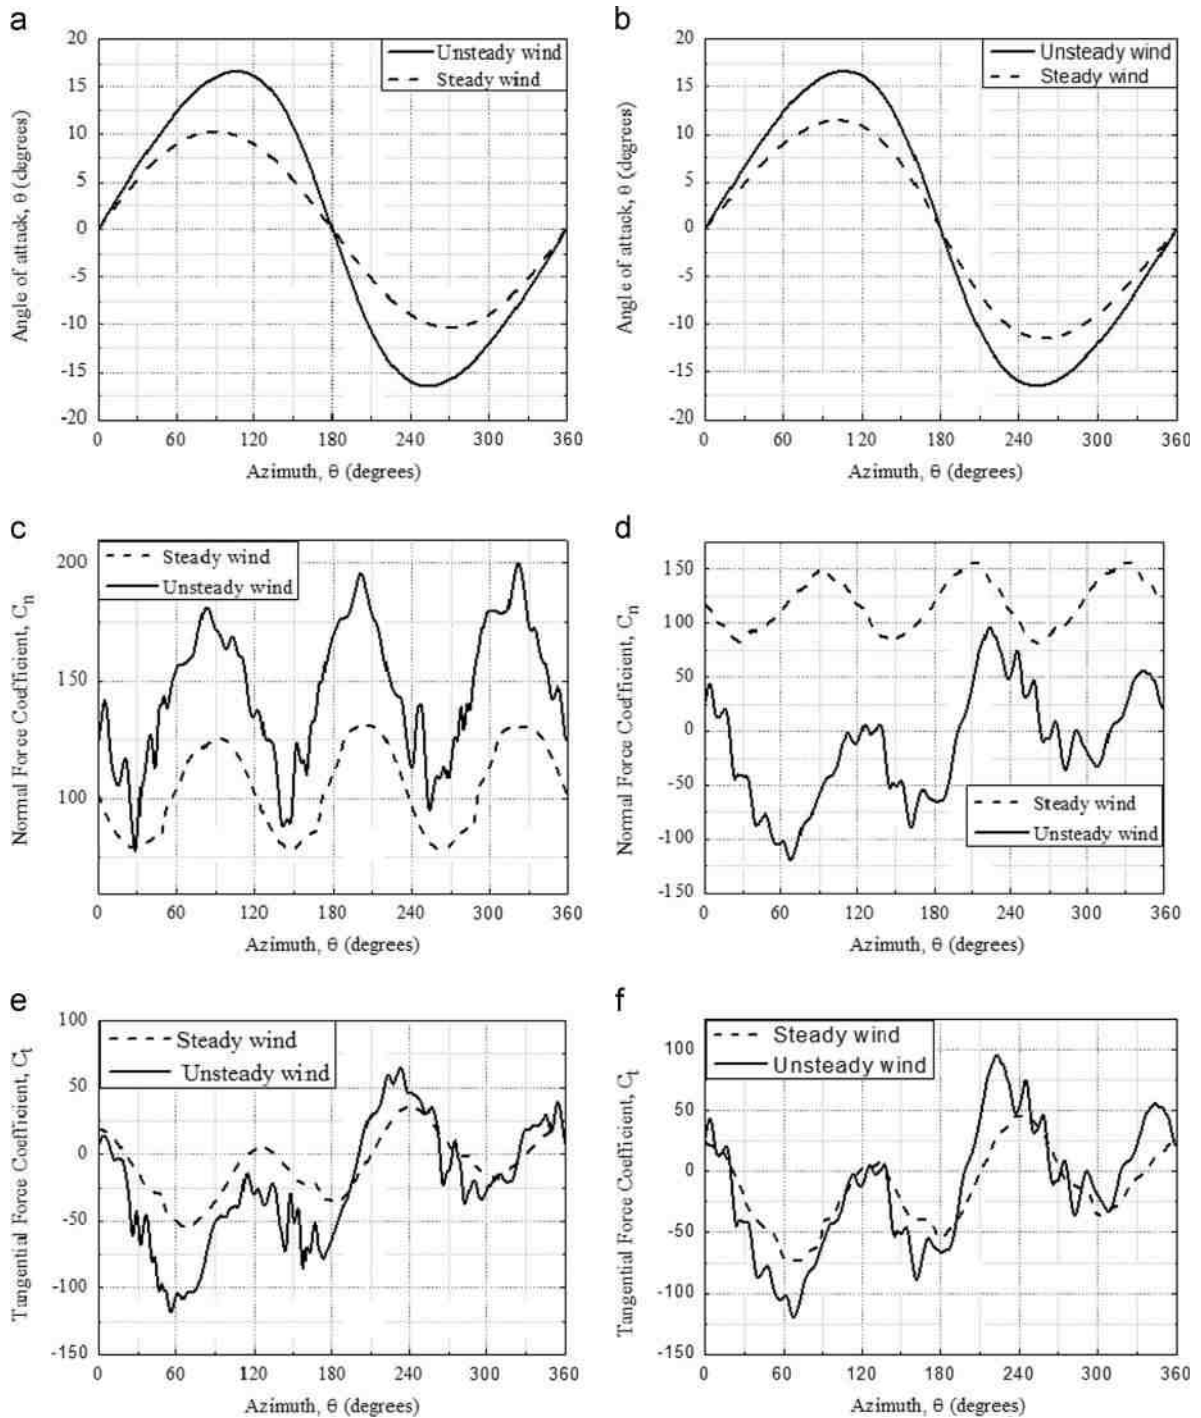 a
20
15
10
5
0
-5
-10
-15
-20
Unsteady wind
Steady wind
Angle of attack, θ (degrees)
0 60 120 180 240 300 360
Azimuth, θ (degrees)
b
20
15
10
5
0
-5
-10
-15
-20
Unsteady wind
Steady wind
Angle of attack, θ (degrees)
0 60 120 180 240 300 360
Azimuth, θ (degrees)
c
200
150
100
Steady wind
Unsteady wind
Normal Force Coefficient, Cn
0 60 120 180 240 300 360
Azimuth, θ (degrees)
d
150
100
50
0
-50
-100
-150
Steady wind
Unsteady wind
Normal Force Coefficient, Cn
0 60 120 180 240 300 360
Azimuth, θ (degrees)
e
100
50
0
-50
-100
-150
Steady wind
Unsteady wind
Tangential Force Coefficient, Ct
0 60 120 180 240 300 360
Azimuth, θ (degrees)
f
100
50
0
-50
-100
-150
Steady wind
Unsteady wind
Tangential Force Coefficient, Ct
0 60 120 180 240 300 360
Azimuth, θ (degrees)